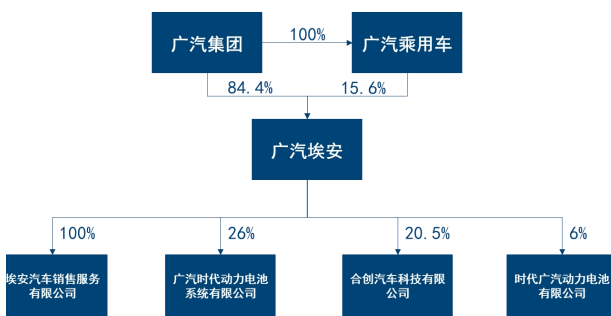 广汽集团
100%
广汽乘用车
84.4%
15.6%
广汽埃安
100%
26%
20.5%
6%
埃安汽车销售服务
有限公司
广汽时代动力电池
系统有限公司
合创汽车科技有限
公司
时代广汽动力电池
有限公司